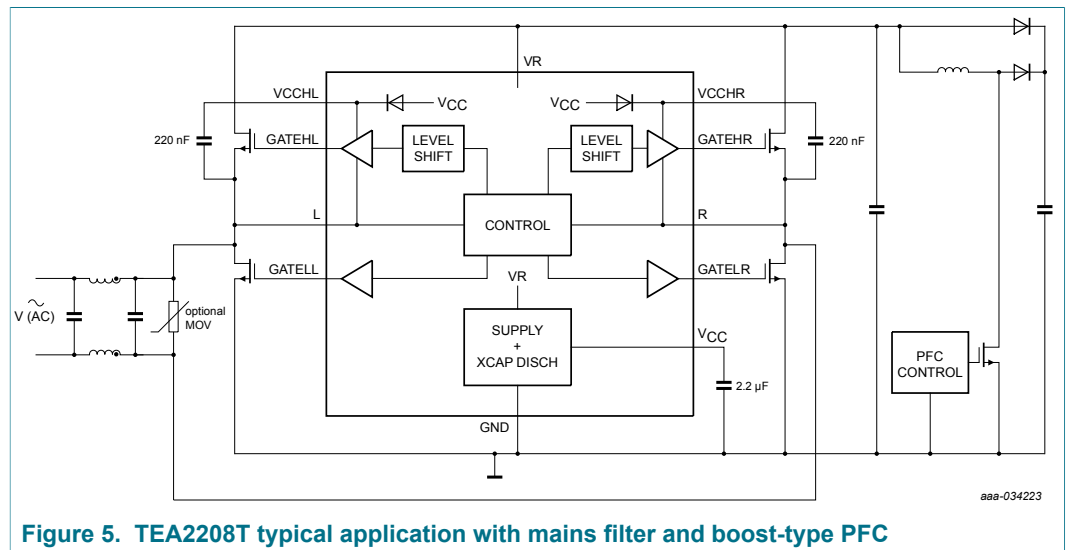 VR
VCCHL
VCC
VCC
VCCHR
220 nF
GATEHL
LEVEL
SHIFT
LEVEL
SHIFT
GATEHR
220 nF
L
CONTROL
R
GATELL
VR
GATELR
V (AC)
~
optional
MOV
SUPPLY
+
XCAP DISCH
VCC
2.2 µF
PFC
CONTROL
GND
aaa-034223
Figure 5. TEA2208T typical application with mains filter and boost-type PFC